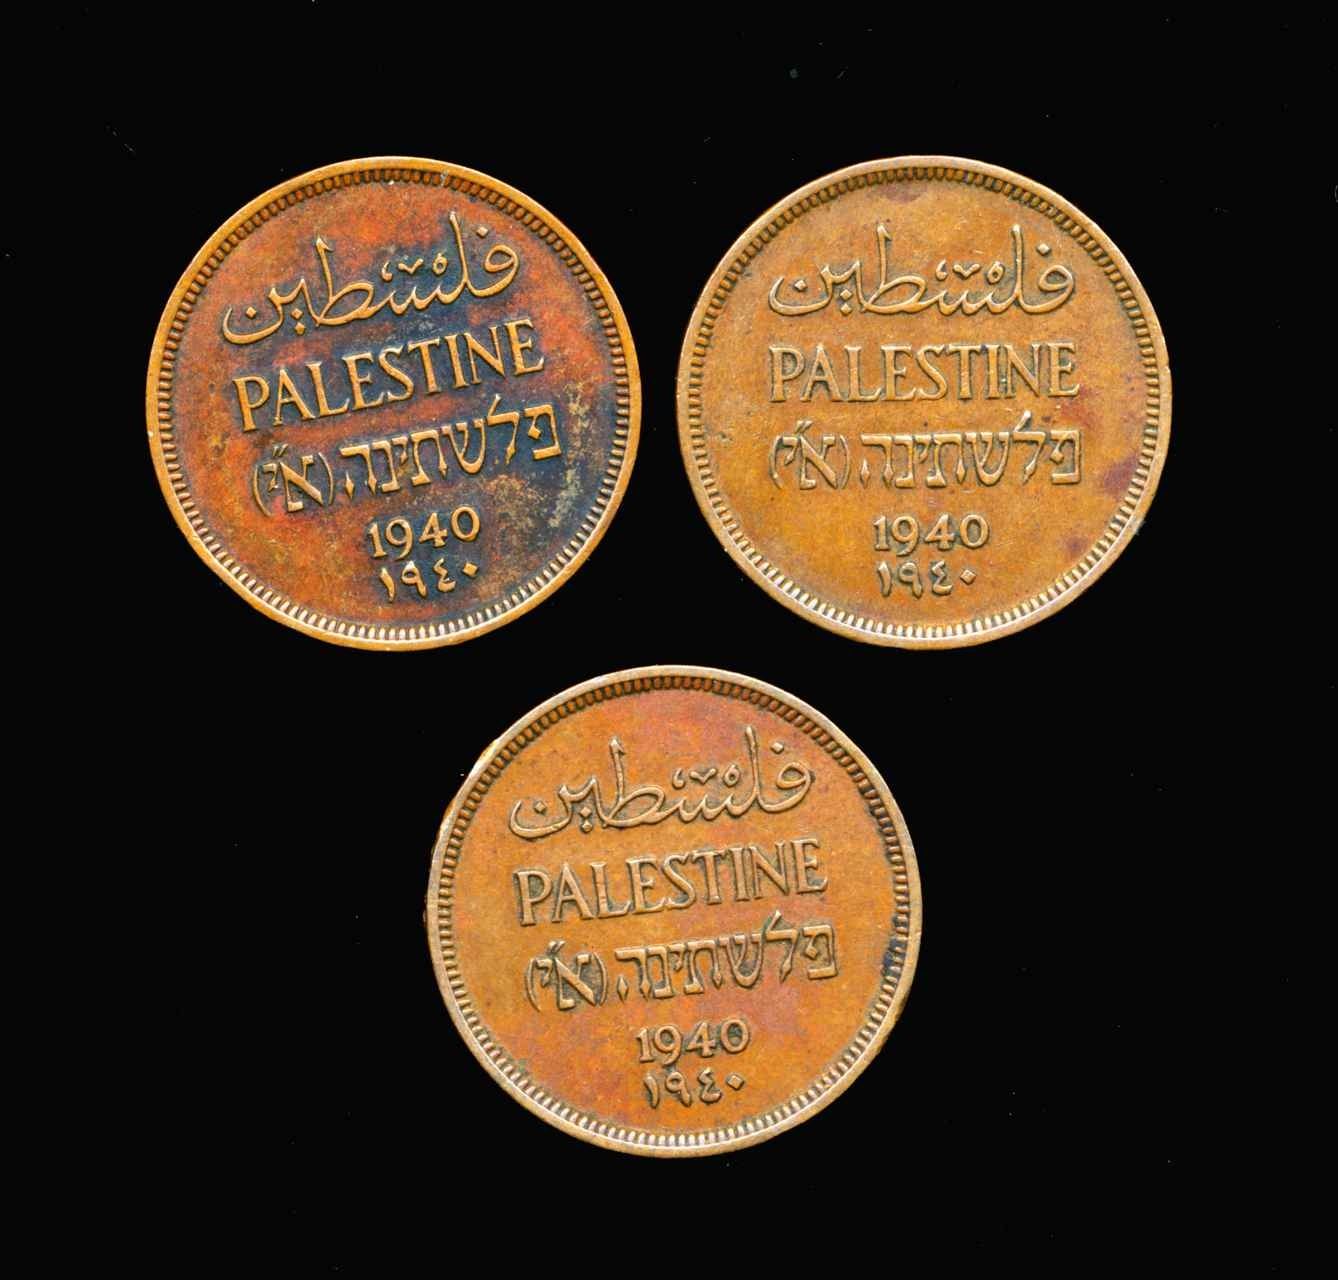 فلسطين
PALESTINE
פלשתינה (א״י)
1940
١٩٤٠
فلسطين
PALESTINE
פלשתינה (א״י)
1940
١٩٤٠
فلسطين
PALESTINE
פלשתינה (א״י)
1940
١٩٤٠